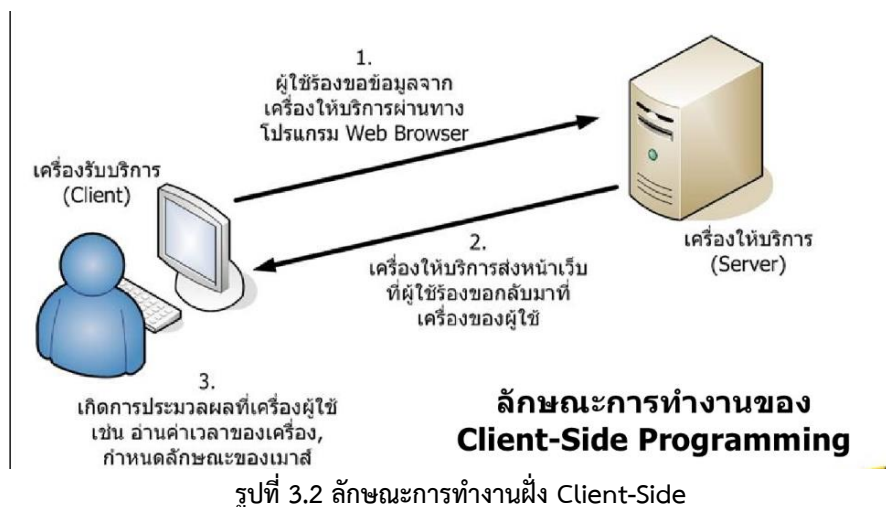 1.
ผู้ใช้ร้องขอข้อมูลจาก
เครื่องให้บริการผ่านทาง
โปรแกรม Web Browser
เครื่องรับบริการ
(Client)
เครื่องให้บริการ
(Server)
2.
เครื่องให้บริการส่งหน้าเว็บ
ที่ผู้ใช้ร้องขอกลับมาที่
เครื่องของผู้ใช้
3.
เกิดการประมวลผลที่เครื่องผู้ใช้
เช่น อ่านค่าเวลาของเครื่อง,
กำหนดลักษณะของเมาส์
ลักษณะการทำงานของ
Client-Side Programming
รูปที่ 3.2 ลักษณะการทำงานฝั่ง Client-Side